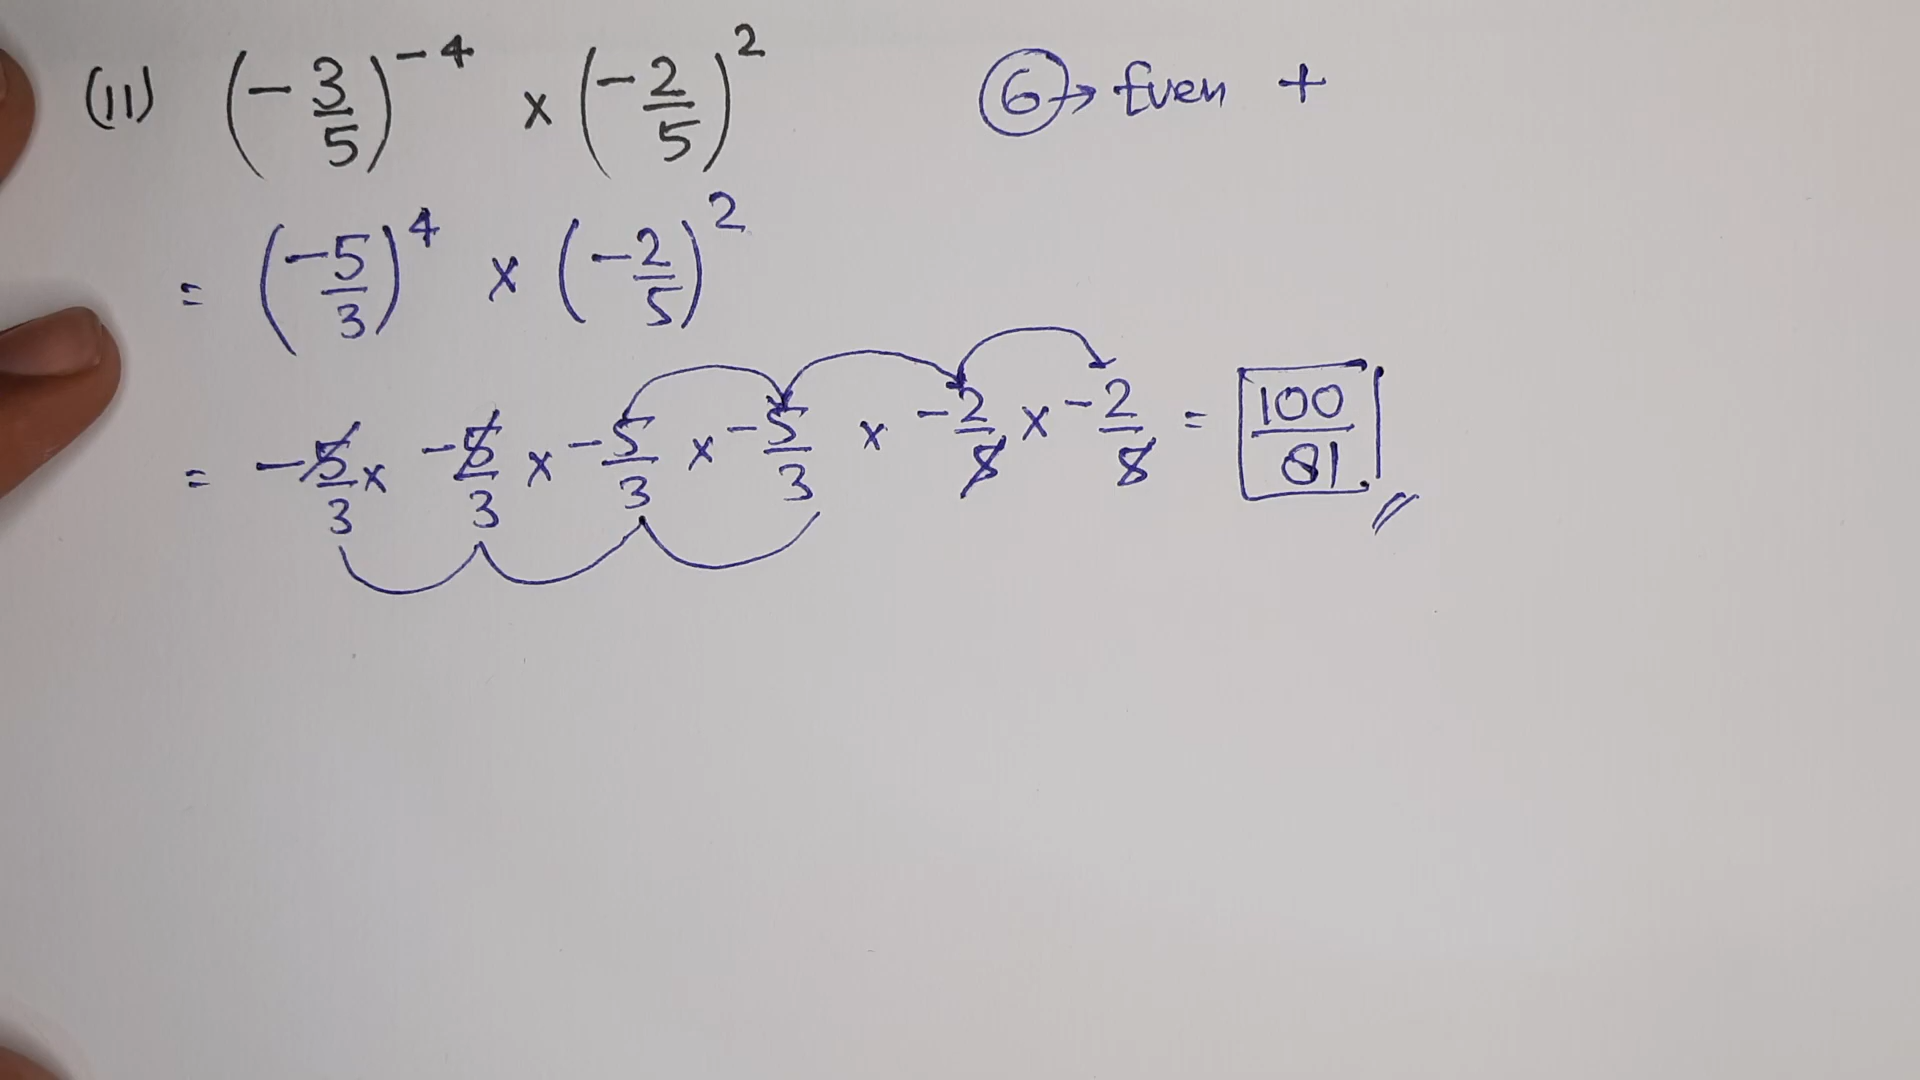 (11) (-3/5)^-4 × (-2/5)^2
6 → Even +
= (-5/3)^4 × (-2/5)^2
= -5/3 × -5/3 × -5/3 × -5/3 × -2/5 × -2/5 = 100/81